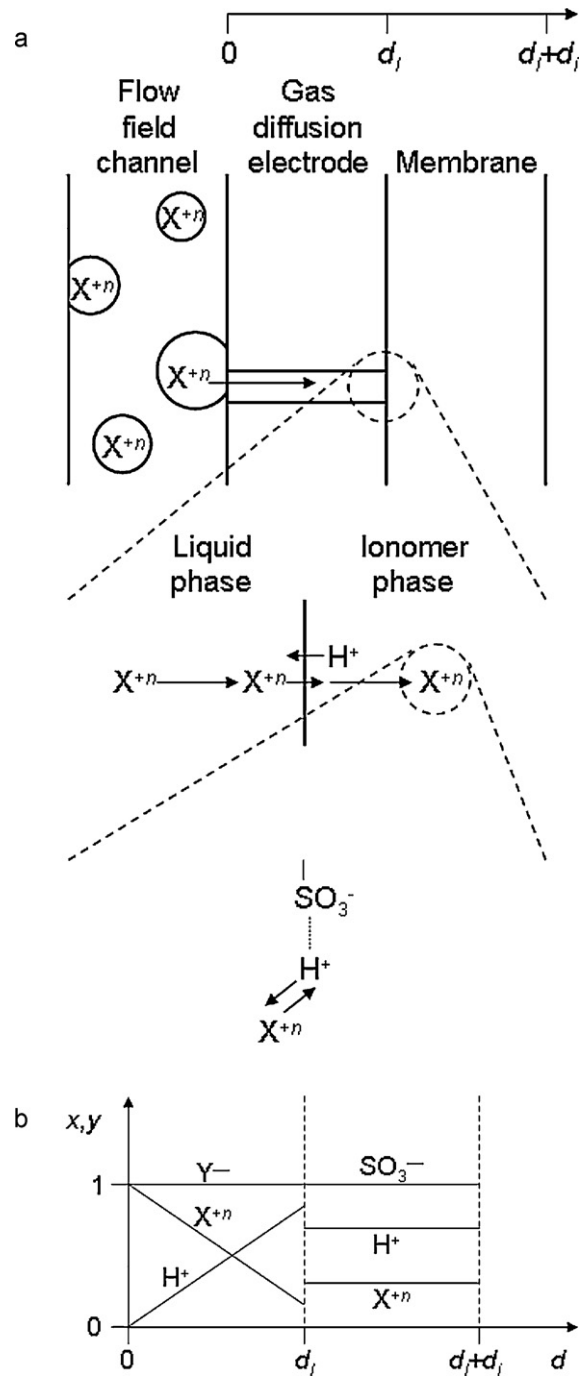 a
0 d_l d_l+d_i
Flow field channel
Gas diffusion electrode
Membrane
X⁺ⁿ
X⁺ⁿ
X⁺ⁿ
X⁺ⁿ
Liquid phase
Ionomer phase
H⁺
X⁺ⁿ X⁺ⁿ X⁺ⁿ
SO₃⁻
H⁺
X⁺ⁿ
b
x,y
Y— SO₃—
1
X⁺ⁿ
H⁺
H⁺
X⁺ⁿ
0
0 d_l d_l+d_i d